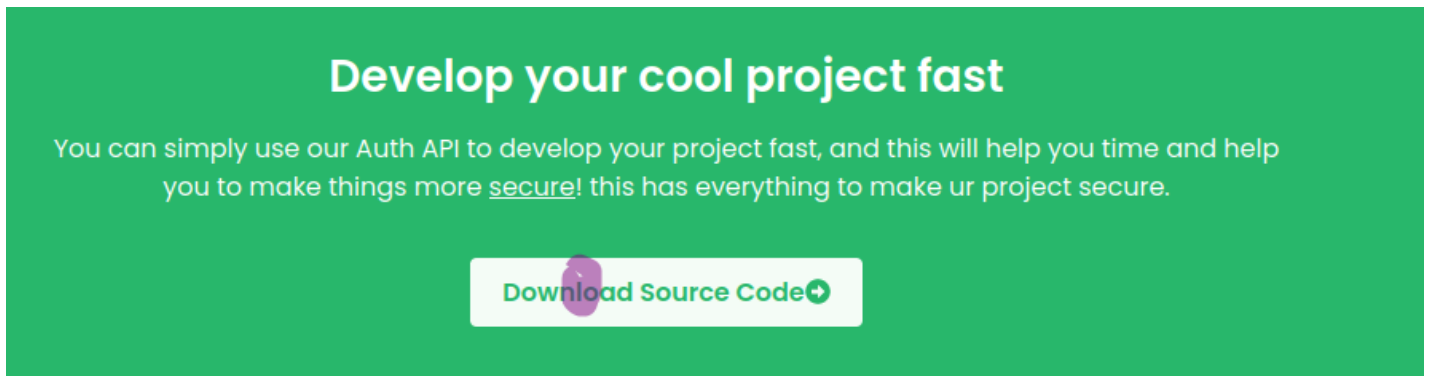 Develop your cool project fast
You can simply use our Auth API to develop your project fast, and this will help you time and help
you to make things more secure! this has everything to make ur project secure.
Download Source Code